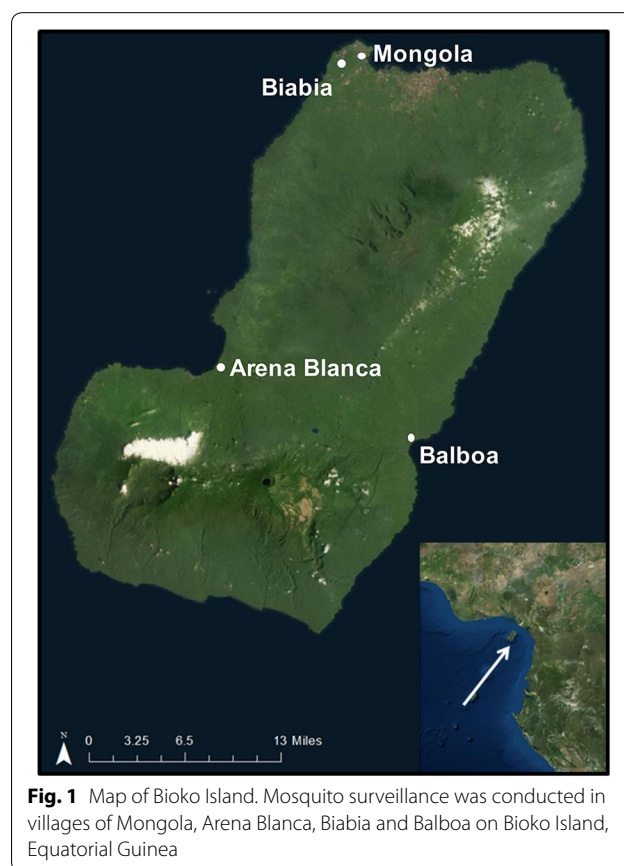 Mongola
Biabia
Arena Blanca
Balboa
N
0 3.25 6.5 13 Miles
Fig. 1 Map of Bioko Island. Mosquito surveillance was conducted in
villages of Mongola, Arena Blanca, Biabia and Balboa on Bioko Island,
Equatorial Guinea